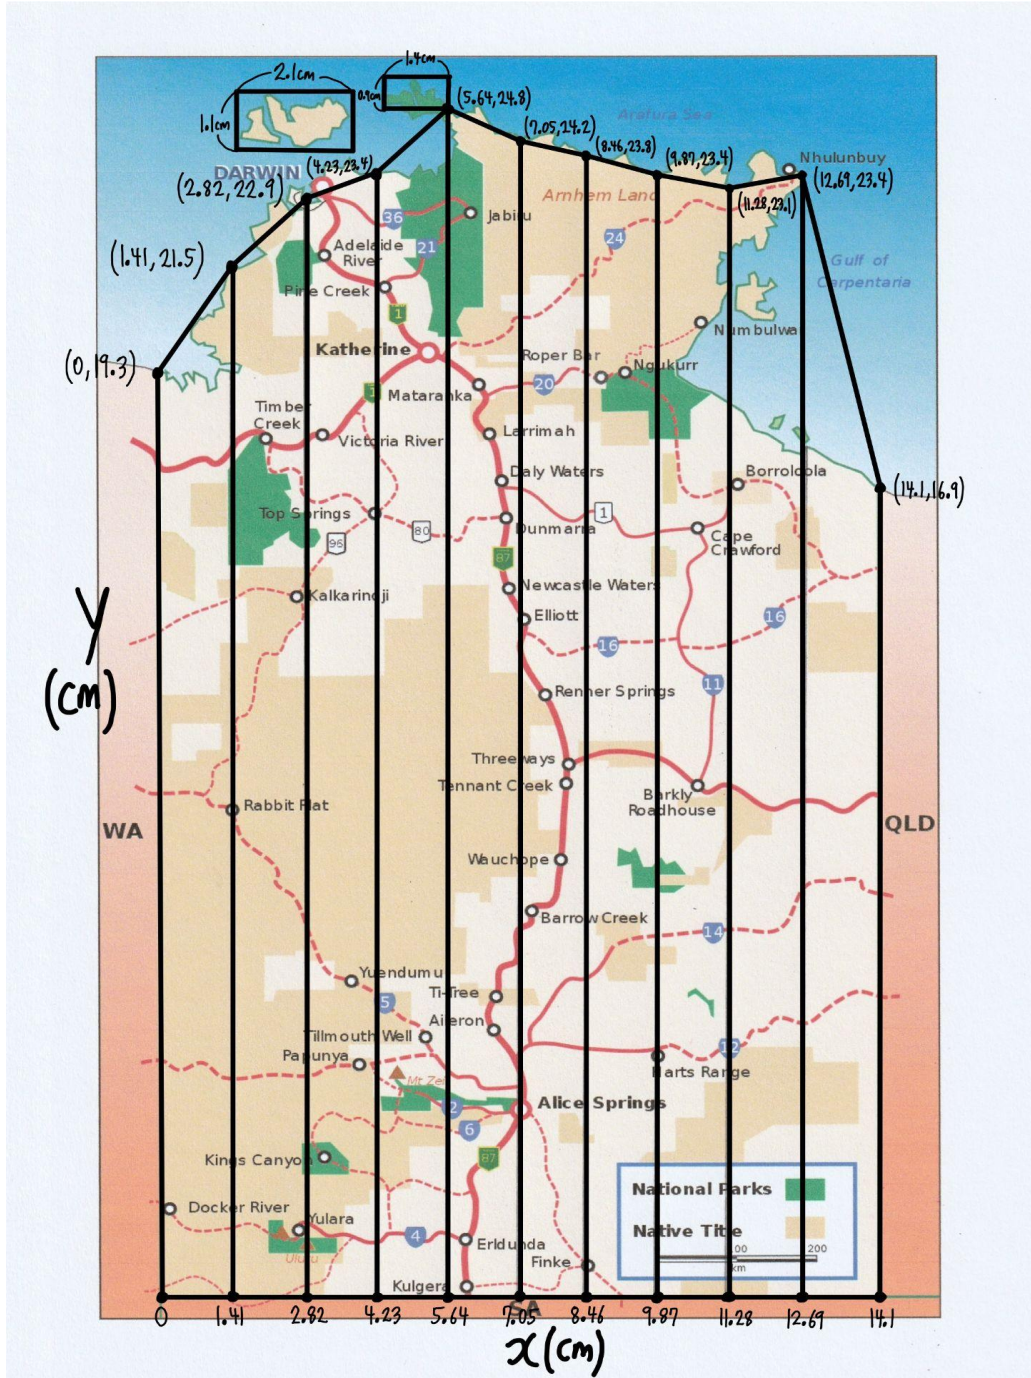 1.4cm
2.1cm
0.9cm
1.1cm
(5.64, 24.8)
Arafura Sea
(7.05, 24.2)
(8.46, 23.8)
(9.87, 23.4)
Nhulunbuy
DARWIN
(4.23, 23.4)
(2.82, 22.9)
(12.69, 23.4)
(11.28, 23.1)
Arnhem Land
36
Jabiru
24
21
Adelaide
River
(1.41, 21.5)
Gulf of
Carpentaria
Pine Creek
1
Numbulwa
Katherine
Roper Bar
Ngukurr
(0, 19.3)
20
1
Mataranka
Timber
Creek
Victoria River
Larrimah
Daly Waters
Borroloola
(14.1, 16.9)
Top Springs
1
80
Dunmarra
96
Cape
Crawford
87
Kalkarindji
Newcastle Waters
Elliott
16
16
y
(cm)
11
Renner Springs
Threeways
Tennant Creek
Barkly
Roadhouse
Rabbit Flat
WA
QLD
Wauchope
Barrow Creek
14
Yuendumu
Ti-Tree
5
Aileron
Tillmouth Well
12
Papunya
Harts Range
Mt Zeil
2
Alice Springs
6
Kings Canyon
87
National Parks
Docker River
Yulara
Native Title
4
Erldunda
100 200
km
Uluru
Finke
Kulgera
SA
0 1.41 2.82 4.23 5.64 7.05 8.46 9.87 11.28 12.69 14.1
x (cm)